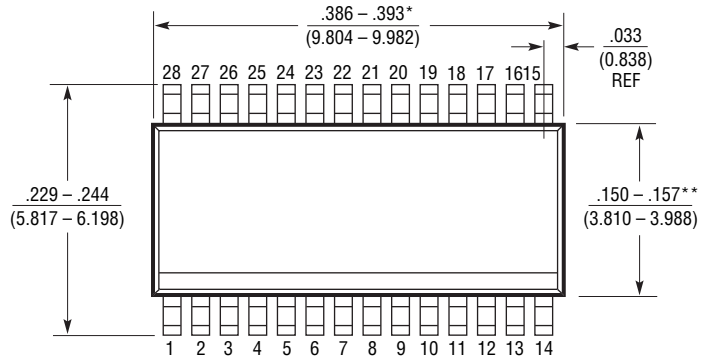 .386 – .393*
(9.804 – 9.982)
.033
(0.838)
REF
28 27 26 25 24 23 22 21 20 19 18 17 16 15
.229 – .244
(5.817 – 6.198)
.150 – .157**
(3.810 – 3.988)
1 2 3 4 5 6 7 8 9 10 11 12 13 14